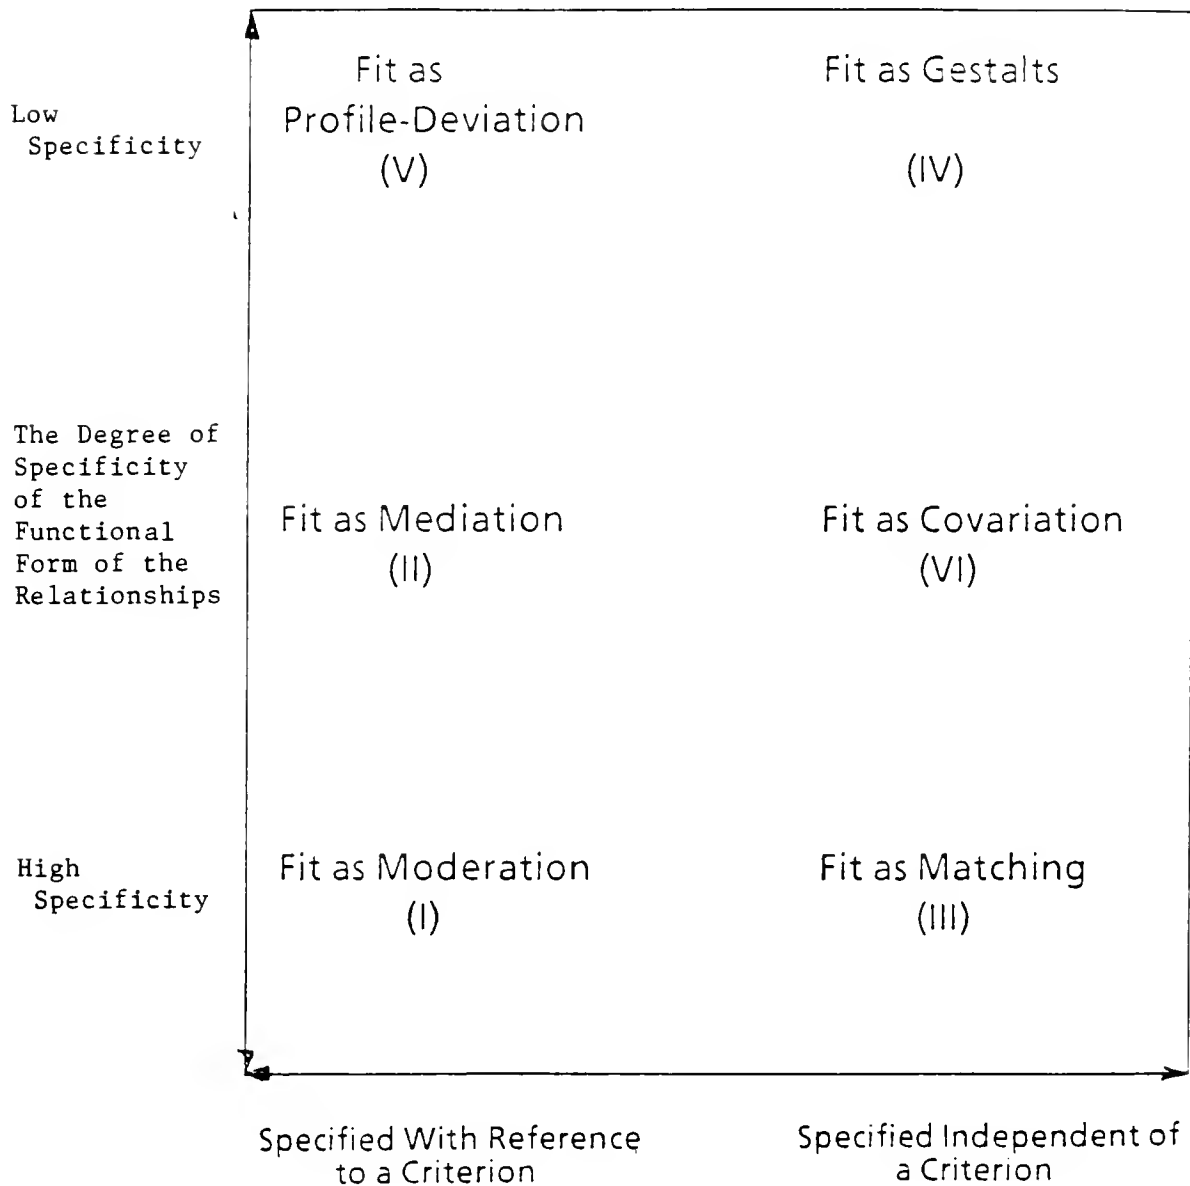 Fit as
Profile-Deviation
(V)
Fit as Gestalts
(IV)
Low
Specificity
The Degree of
Specificity
of the
Functional
Form of the
Relationships
Fit as Mediation
(II)
Fit as Covariation
(VI)
High
Specificity
Fit as Moderation
(I)
Fit as Matching
(III)
Specified With Reference
to a Criterion
Specified Independent of
a Criterion